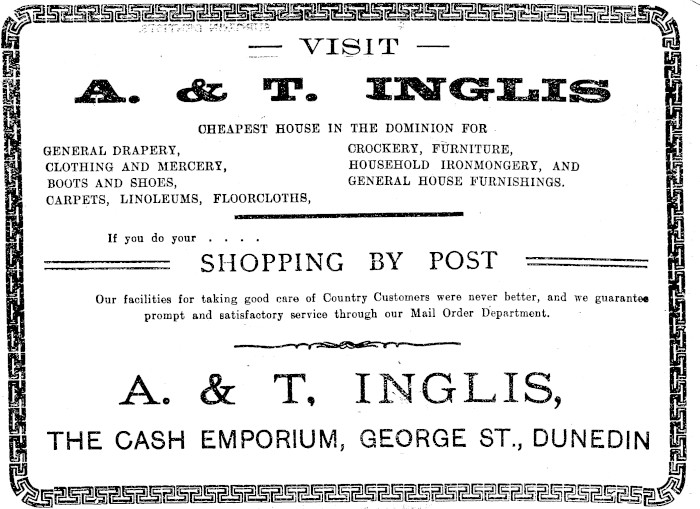 — VISIT —
A. & T. INGLIS
CHEAPEST HOUSE IN THE DOMINION FOR
GENERAL DRAPERY,
CLOTHING AND MERCERY,
BOOTS AND SHOES,
CARPETS, LINOLEUMS, FLOORCLOTHS,
CROCKERY, FURNITURE,
HOUSEHOLD IRONMONGERY, AND
GENERAL HOUSE FURNISHINGS.
If you do your . . . .
SHOPPING BY POST
Our facilities for taking good care of Country Customers were never better, and we guarantee
prompt and satisfactory service through our Mail Order Department.
A. & T. INGLIS,
THE CASH EMPORIUM, GEORGE ST., DUNEDIN